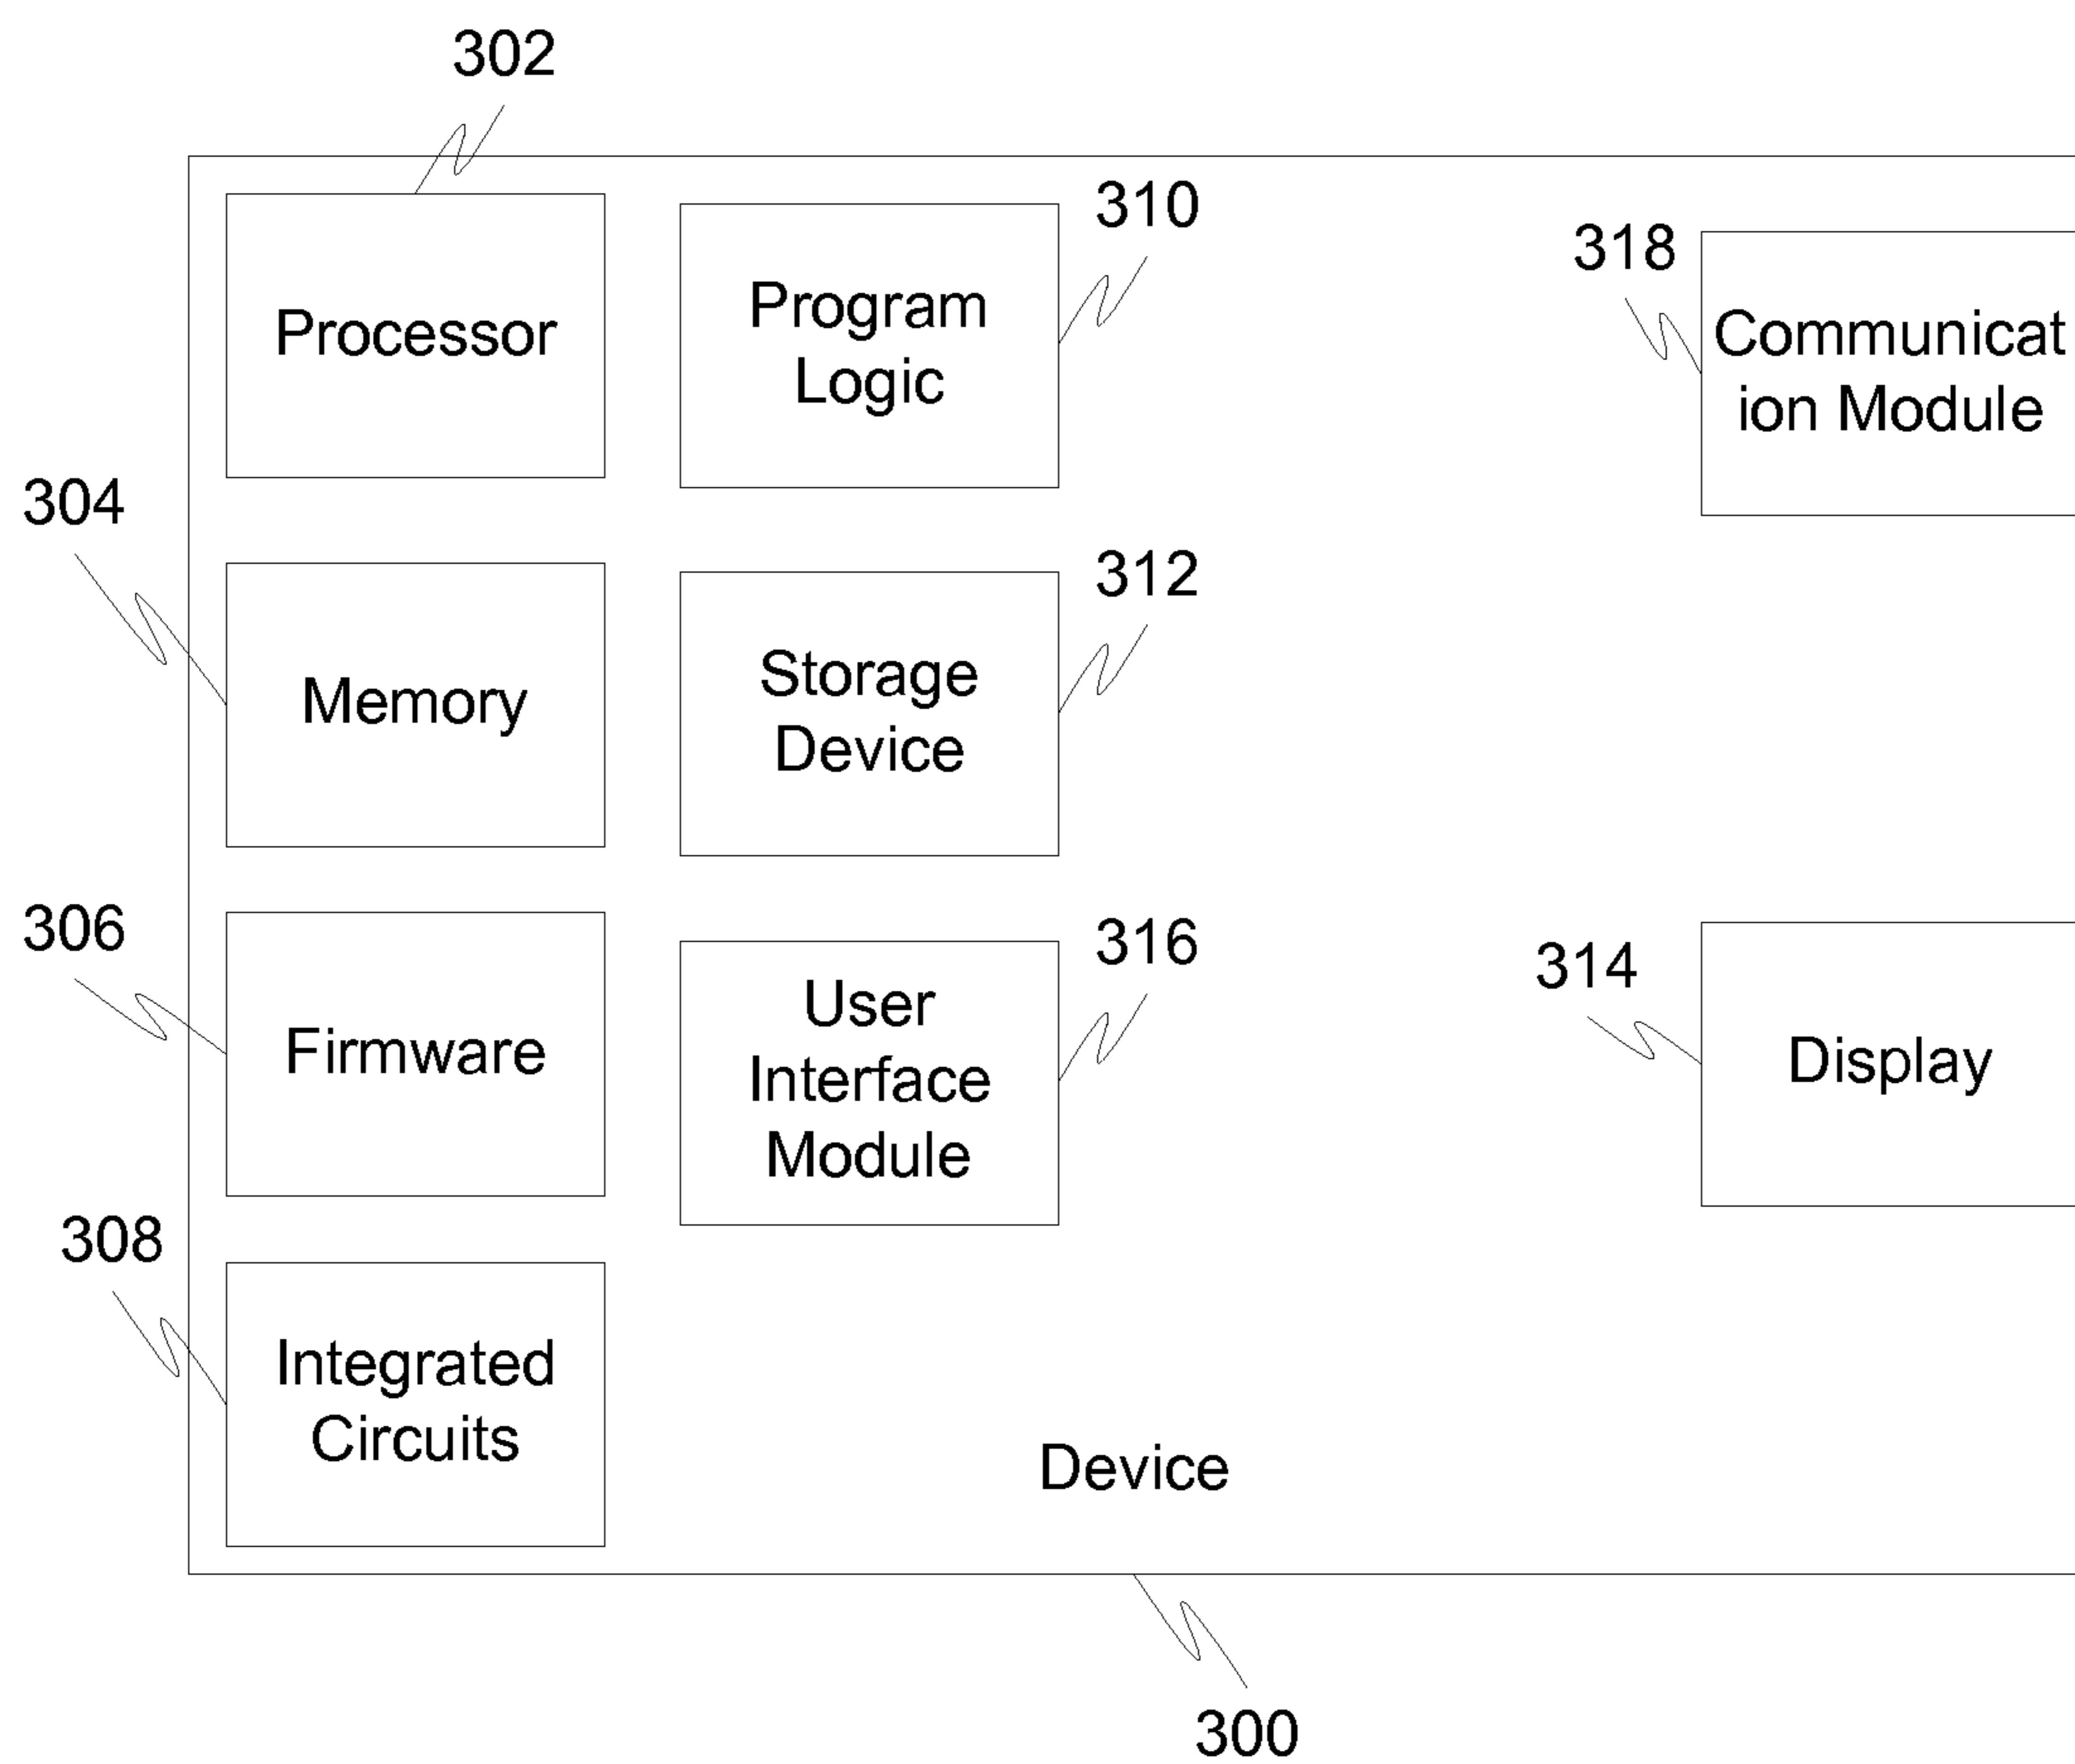 302
Processor
310
Program
Logic
318
Communicat
ion Module
304
Memory
312
Storage
Device
306
Firmware
316
User
Interface
Module
314
Display
308
Integrated
Circuits
Device
300